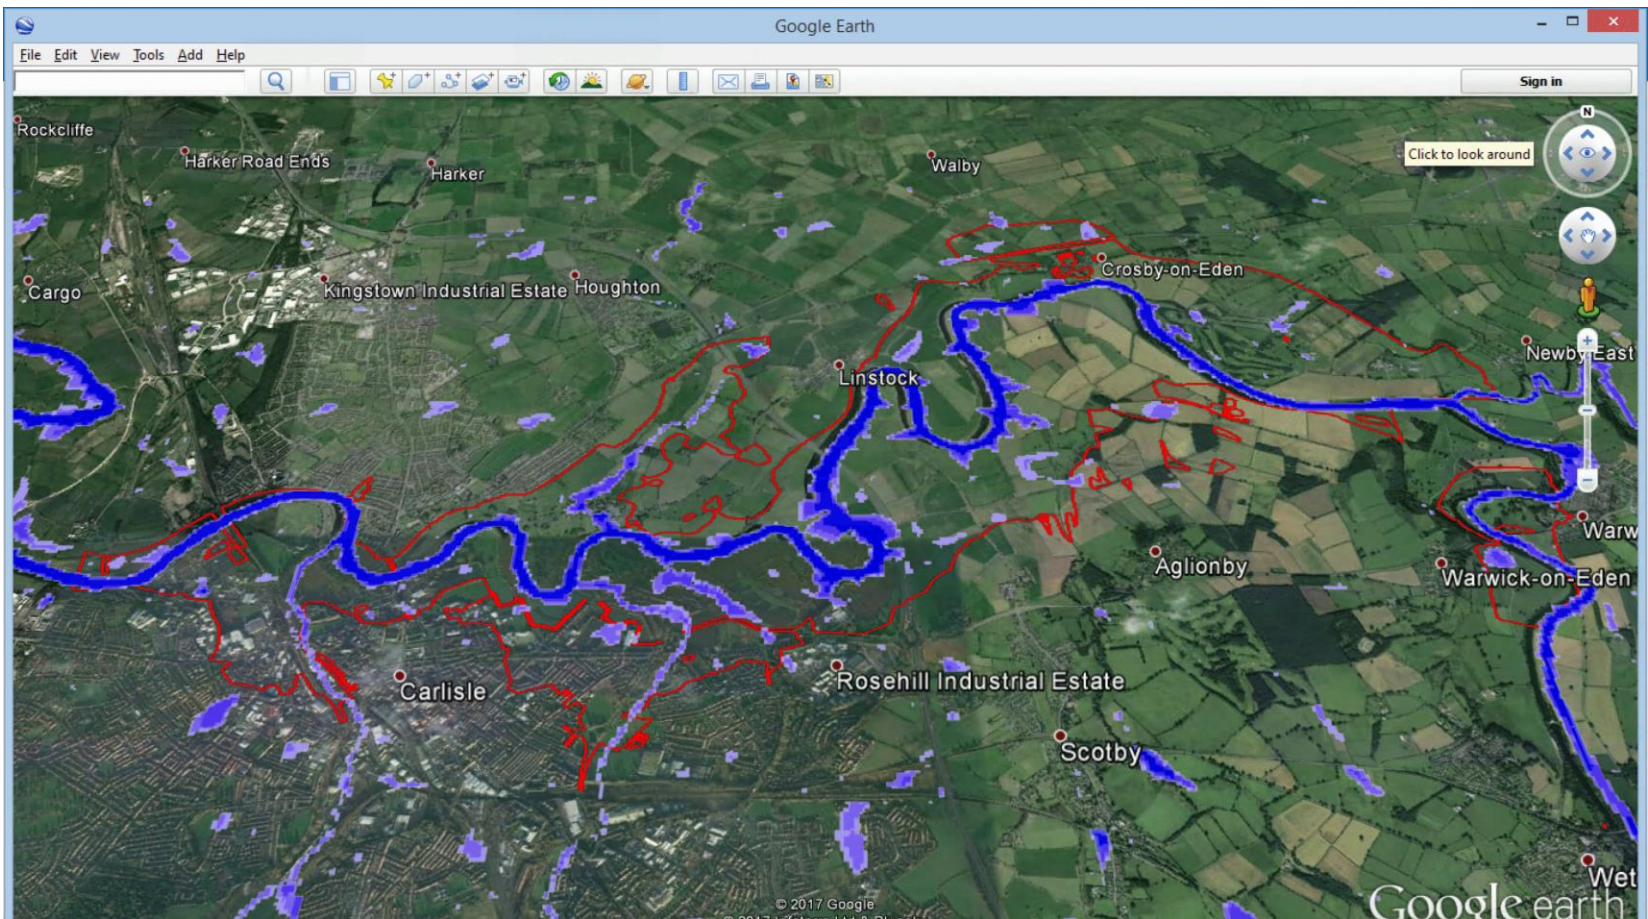 Google Earth
File Edit View Tools Add Help
Sign in
N
Click to look around
Rockcliffe
Harker Road Ends
Harker
Walby
Cargo
Kingstown Industrial Estate
Houghton
Crosby-on-Eden
Linstock
Newby East
Warw
Aglionby
Warwick-on-Eden
Carlisle
Rosehill Industrial Estate
Scotby
Wet
© 2017 Google
Google earth